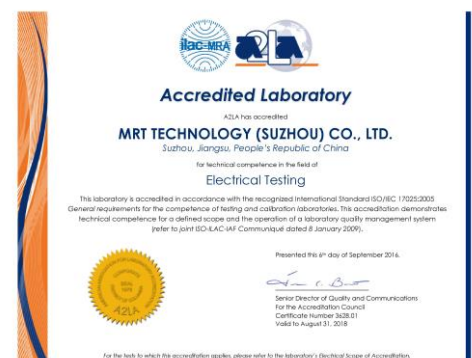 ilac-MRA
A2LA
Accredited Laboratory
A2LA has accredited
MRT TECHNOLOGY (SUZHOU) CO., LTD.
Suzhou, Jiangsu, People's Republic of China
for technical competence in the field of
Electrical Testing
This laboratory is accredited in accordance with the recognized International Standard ISO/IEC 17025:2005
General requirements for the competence of testing and calibration laboratories. This accreditation demonstrates
technical competence for a defined scope and the operation of a laboratory quality management system
(refer to joint ISO-ILAC-IAF Communiqué dated 8 January 2009).
Presented this 6th day of September 2016.
Senior Director of Quality and Communications
For the Accreditation Council
Certificate Number 3628.01
Valid to August 31, 2018
CORPORATE
SEAL
1978
A2LA
For the tests to which this accreditation applies, please refer to the laboratory's Electrical Scope of Accreditation.